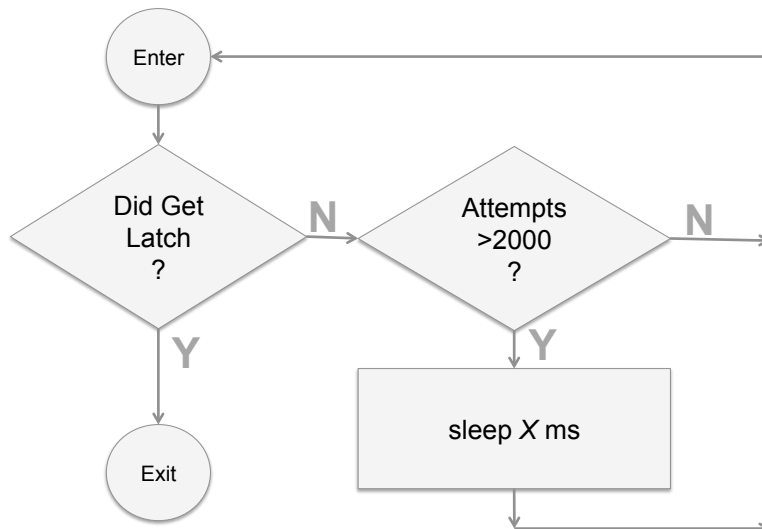 Enter
Did Get
Latch
?
N
Attempts
>2000
?
N
Y
Y
sleep X ms
Exit